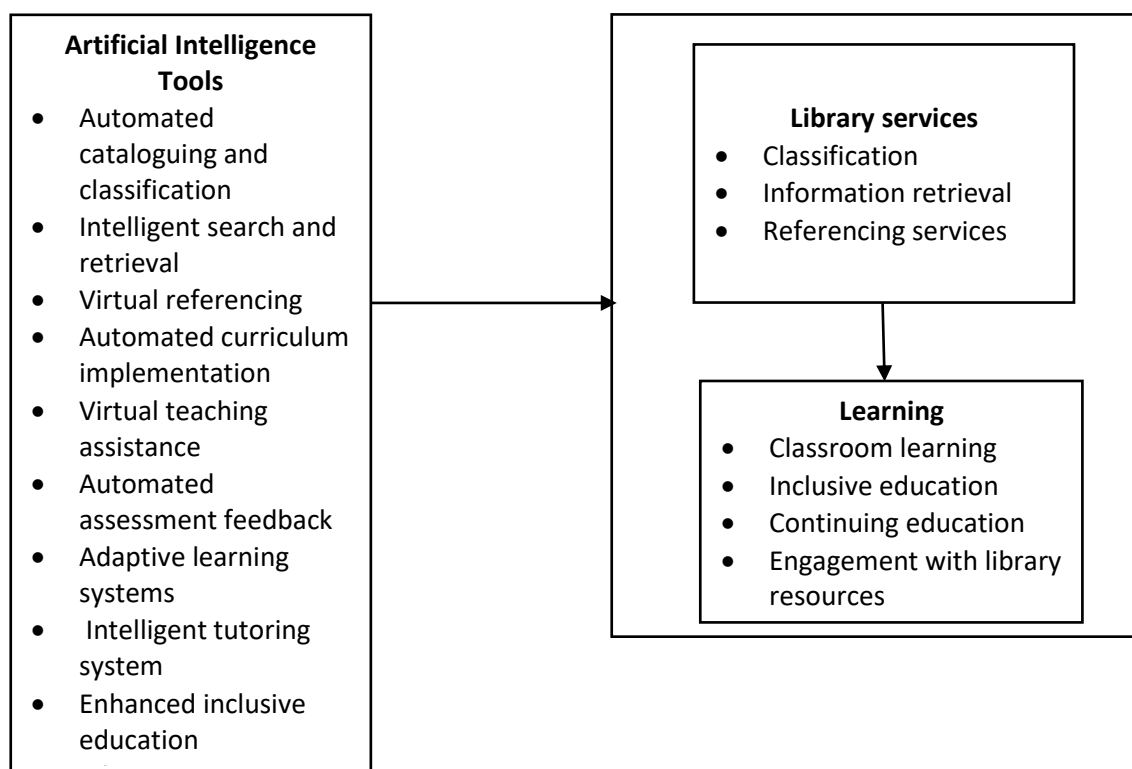 Artificial Intelligence
Tools
• Automated
cataloguing and
classification
• Intelligent search and
retrieval
• Virtual referencing
• Automated curriculum
implementation
• Virtual teaching
assistance
• Automated
assessment feedback
• Adaptive learning
systems
• Intelligent tutoring
system
• Enhanced inclusive
education
Library services
• Classification
• Information retrieval
• Referencing services
Learning
• Classroom learning
• Inclusive education
• Continuing education
• Engagement with library
resources